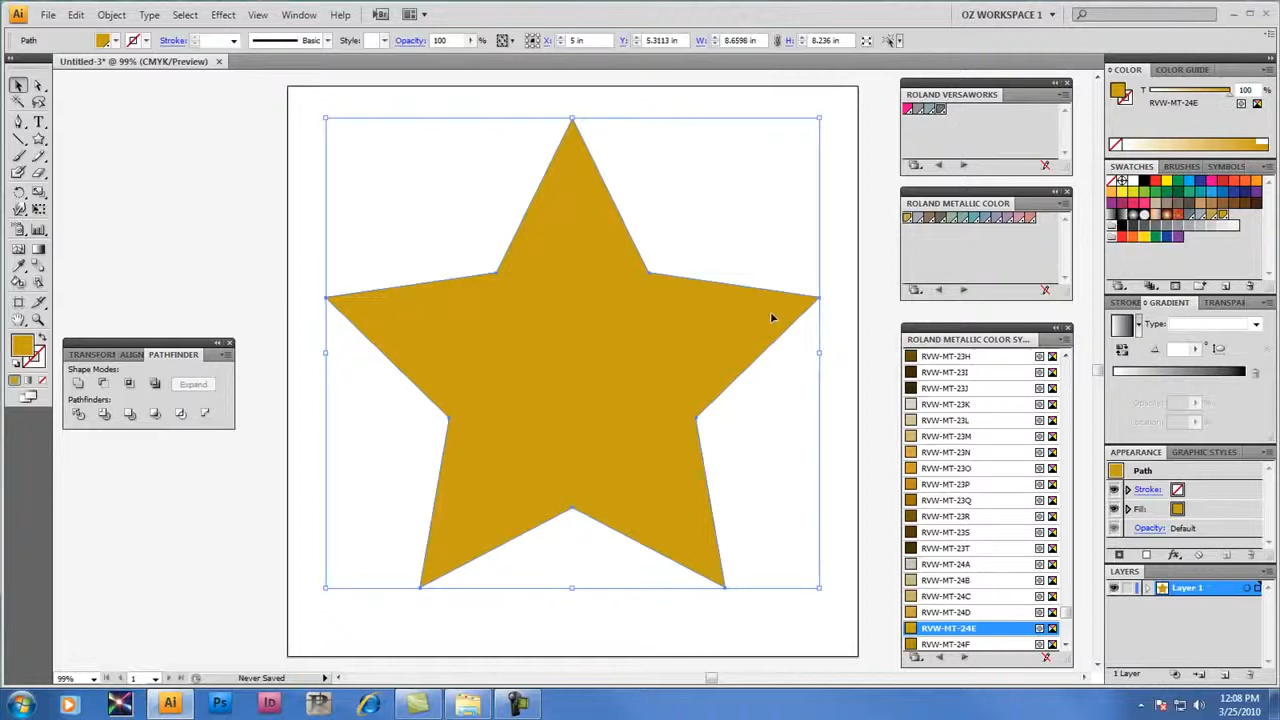 Ai File Edit Object Type Select Effect View Window Help Br OZ WORKSPACE 1
Path Stroke: Basic Style: Opacity: 100 % X: 5 in Y: 5.3113 in W: 8.6598 in H: 8.236 in
Untitled-3* @ 99% (CMYK/Preview)
ROLAND VERSAWORKS
ROLAND METALLIC COLOR
ROLAND METALLIC COLOR SY...
RVW-MT-23H
RVW-MT-23I
RVW-MT-23J
RVW-MT-23K
RVW-MT-23L
RVW-MT-23M
RVW-MT-23N
RVW-MT-23O
RVW-MT-23P
RVW-MT-23Q
RVW-MT-23R
RVW-MT-23S
RVW-MT-23T
RVW-MT-24A
RVW-MT-24B
RVW-MT-24C
RVW-MT-24D
RVW-MT-24E
RVW-MT-24F
TRANSFORM ALIGN PATHFINDER
Shape Modes:
Expand
Pathfinders:
COLOR COLOR GUIDE
T 100 %
RVW-MT-24E
SWATCHES BRUSHES SYMBOLS
STROKE GRADIENT TRANSPA
Type:
Opacity: %
Location: %
APPEARANCE GRAPHIC STYLES
Path
Stroke:
Fill:
Opacity: Default
LAYERS
Layer 1
1 Layer
99% 1 Never Saved
Ai Ps Id
12:08 PM
3/25/2010